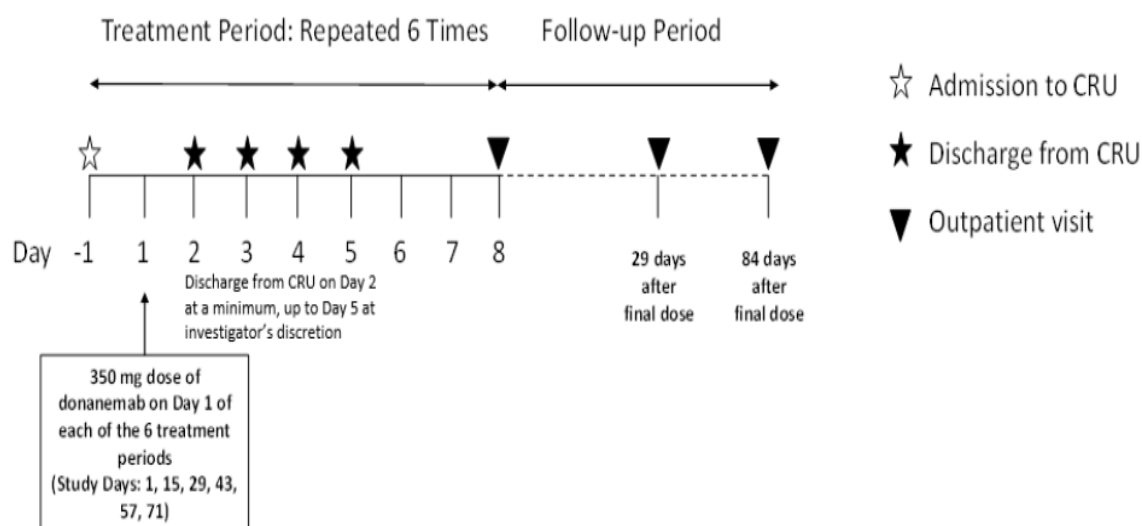 Treatment Period: Repeated 6 Times
Follow-up Period
Admission to CRU
Discharge from CRU
Outpatient visit
Day -1 1 2 3 4 5 6 7 8
Discharge from CRU on Day 2
at a minimum, up to Day 5 at
investigator's discretion
29 days
after
final dose
84 days
after
final dose
350 mg dose of
donanemab on Day 1 of
each of the 6 treatment
periods
(Study Days: 1, 15, 29, 43,
57, 71)